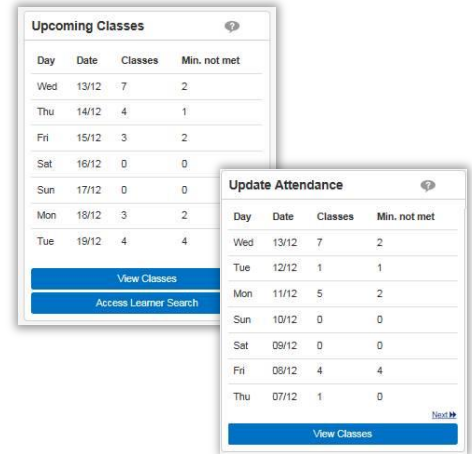 Upcoming Classes
Day Date Classes Min. not met
Wed 13/12 7 2
Thu 14/12 4 1
Fri 15/12 3 2
Sat 16/12 0 0
Sun 17/12 0 0
Mon 18/12 3 2
Tue 19/12 4 4
View Classes
Access Learner Search
Update Attendance
Day Date Classes Min. not met
Wed 13/12 7 2
Tue 12/12 1 1
Mon 11/12 5 2
Sun 10/12 0 0
Sat 09/12 0 0
Fri 08/12 4 4
Thu 07/12 1 0
Next
View Classes